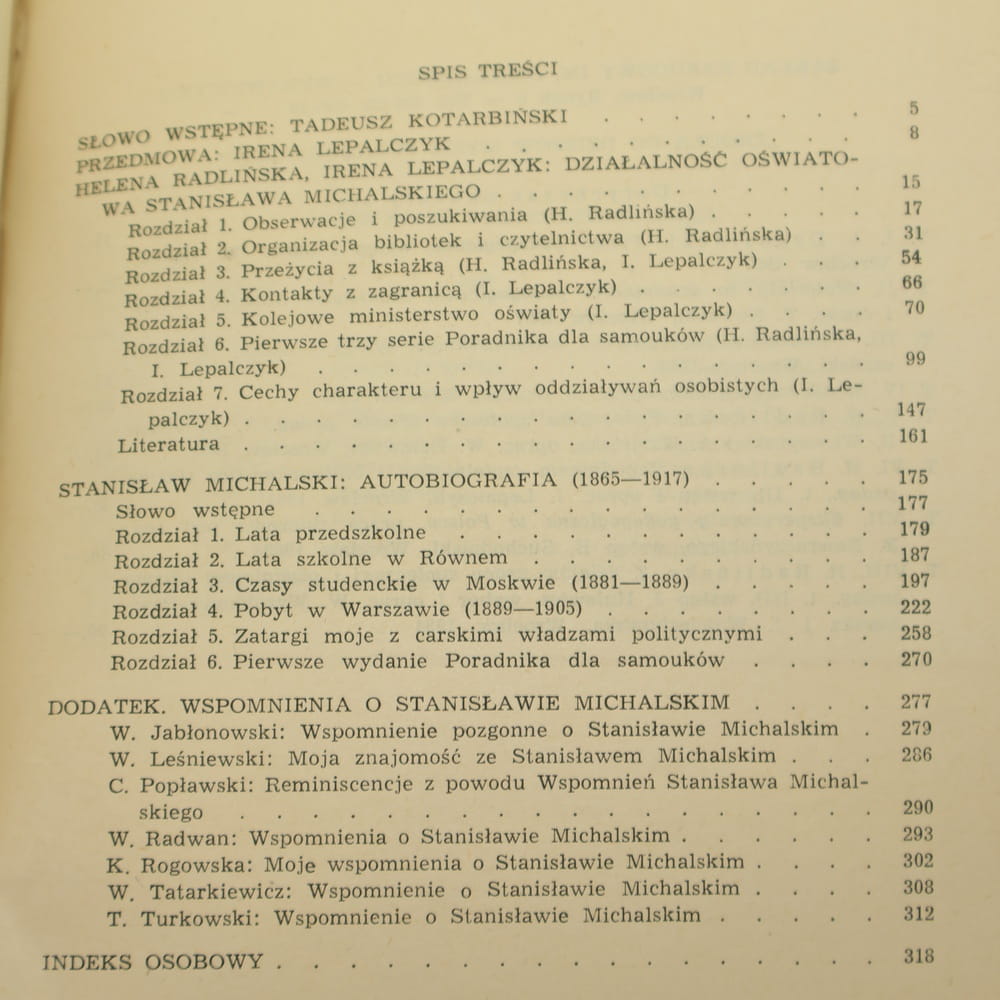 SPIS TREŚCI
SŁOWO WSTĘPNE: TADEUSZ KOTARBIŃSKI . . . . . . . 5
PRZEDMOWA: IRENA LEPALCZYK . . . . . . . . . . 8
HELENA RADLIŃSKA, IRENA LEPALCZYK: DZIAŁALNOŚĆ OŚWIATO-
WA STANISŁAWA MICHALSKIEGO . . . . . . . . . . 15
Rozdział 1. Obserwacje i poszukiwania (H. Radlińska) . . . . . 17
Rozdział 2. Organizacja bibliotek i czytelnictwa (H. Radlińska) . . 31
Rozdział 3. Przeżycia z książką (H. Radlińska, I. Lepalczyk) . . . 54
Rozdział 4. Kontakty z zagranicą (I. Lepalczyk) . . . . . . 66
Rozdział 5. Kolejowe ministerstwo oświaty (I. Lepalczyk) . . . . 70
Rozdział 6. Pierwsze trzy serie Poradnika dla samouków (H. Radlińska,
I. Lepalczyk) . . . . . . . . . . . . . . 99
Rozdział 7. Cechy charakteru i wpływ oddziaływań osobistych (I. Le-
palczyk) . . . . . . . . . . . . . . . . 147
Literatura . . . . . . . . . . . . . . . . 161
STANISŁAW MICHALSKI: AUTOBIOGRAFIA (1865—1917) . . . . . 175
Słowo wstępne . . . . . . . . . . . . . . 177
Rozdział 1. Lata przedszkolne . . . . . . . . . . . 179
Rozdział 2. Lata szkolne w Równem . . . . . . . . . 187
Rozdział 3. Czasy studenckie w Moskwie (1881—1889) . . . . . 197
Rozdział 4. Pobyt w Warszawie (1889—1905) . . . . . . . 222
Rozdział 5. Zatargi moje z carskimi władzami politycznymi . . . 258
Rozdział 6. Pierwsze wydanie Poradnika dla samouków . . . . 270
DODATEK. WSPOMNIENIA O STANISŁAWIE MICHALSKIM . . . . 277
W. Jabłonowski: Wspomnienie pozgonne o Stanisławie Michalskim . 279
W. Leśniewski: Moja znajomość ze Stanisławem Michalskim . . . 286
C. Popławski: Reminiscencje z powodu Wspomnień Stanisława Michal-
skiego . . . . . . . . . . . . . . . . 290
W. Radwan: Wspomnienia o Stanisławie Michalskim . . . . . . 293
K. Rogowska: Moje wspomnienia o Stanisławie Michalskim . . . . 302
W. Tatarkiewicz: Wspomnienie o Stanisławie Michalskim . . . . 308
T. Turkowski: Wspomnienie o Stanisławie Michalskim . . . . . 312
INDEKS OSOBOWY . . . . . . . . . . . . . . . . . 318